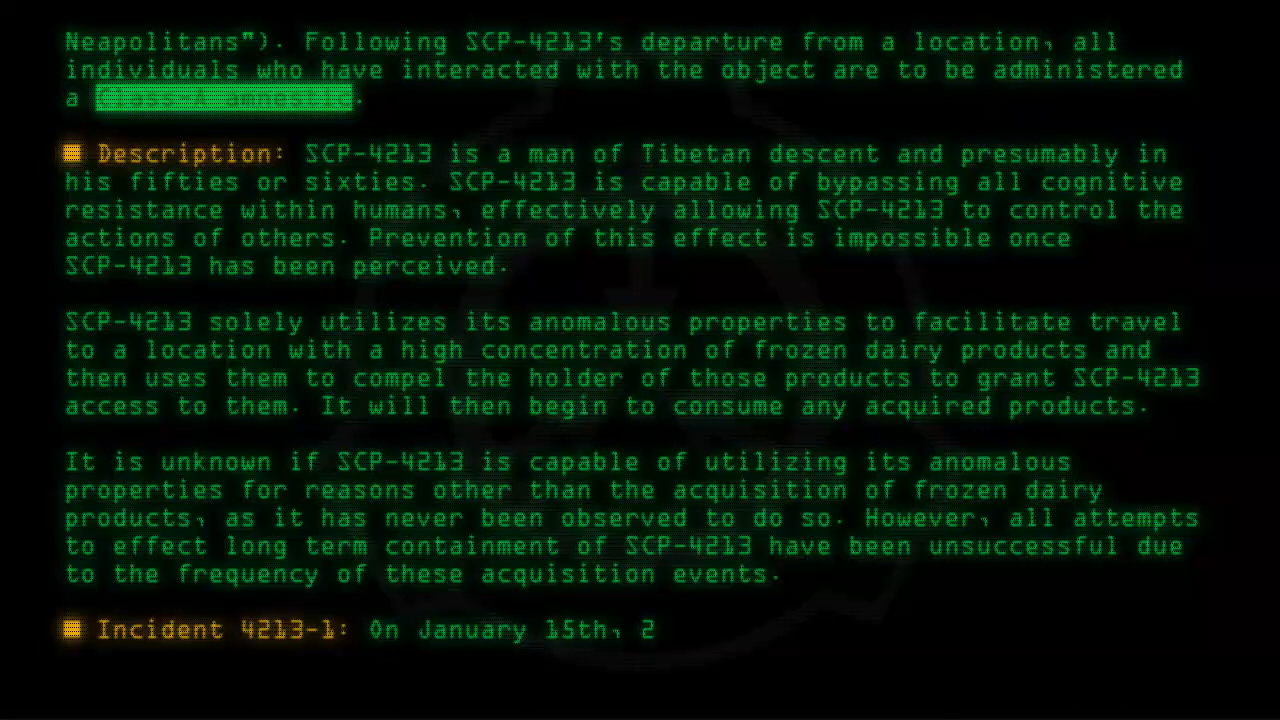 Neapolitans"). Following SCP-4213's departure from a location, all
individuals who have interacted with the object are to be administered
a Class-A amnestic.
■ Description: SCP-4213 is a man of Tibetan descent and presumably in
his fifties or sixties. SCP-4213 is capable of bypassing all cognitive
resistance within humans, effectively allowing SCP-4213 to control the
actions of others. Prevention of this effect is impossible once
SCP-4213 has been perceived.
SCP-4213 solely utilizes its anomalous properties to facilitate travel
to a location with a high concentration of frozen dairy products and
then uses them to compel the holder of those products to grant SCP-4213
access to them. It will then begin to consume any acquired products.
It is unknown if SCP-4213 is capable of utilizing its anomalous
properties for reasons other than the acquisition of frozen dairy
products, as it has never been observed to do so. However, all attempts
to effect long term containment of SCP-4213 have been unsuccessful due
to the frequency of these acquisition events.
■ Incident 4213-1: On January 15th, 2